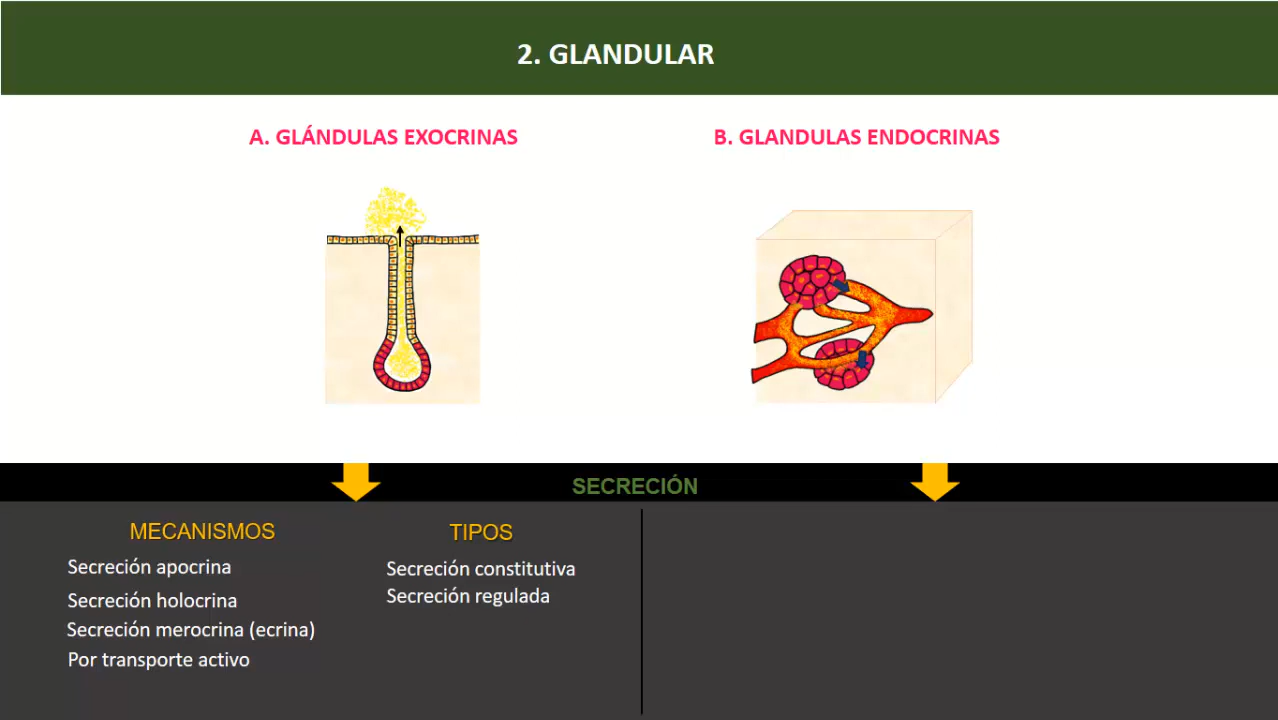 2. GLANDULAR
A. GLÁNDULAS EXOCRINAS
B. GLANDULAS ENDOCRINAS
SECRECIÓN
MECANISMOS
Secreción apocrina
Secreción holocrina
Secreción merocrina (ecrina)
Por transporte activo
TIPOS
Secreción constitutiva
Secreción regulada